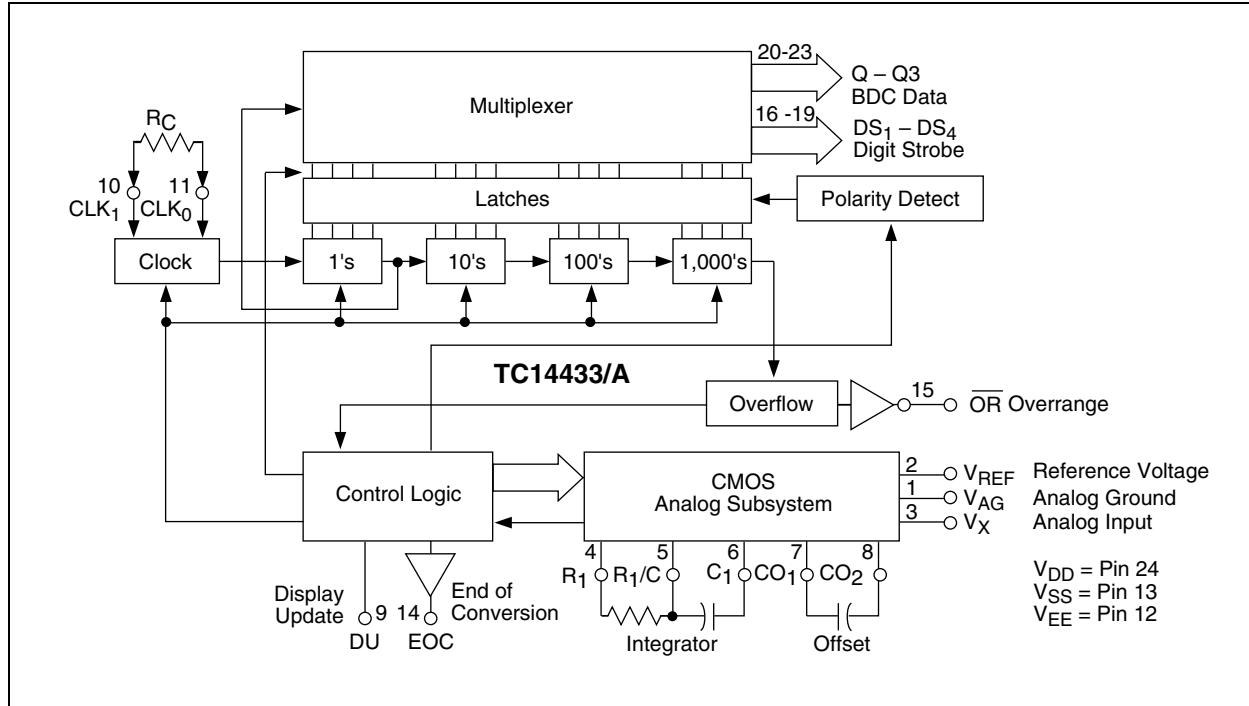 20-23
Q – Q3
BDC Data
Multiplexer
16 -19
DS1 – DS4
Digit Strobe
RC
10
11
CLK1
CLK0
Latches
Polarity Detect
Clock
1's
10's
100's
1,000's
TC14433/A
Overflow
15
OR Overrange
Control Logic
CMOS
Analog Subsystem
2
VREF
Reference Voltage
1
VAG
Analog Ground
3
VX
Analog Input
4
5
6
7
8
R1
R1/C
C1
CO1
CO2
Integrator
Offset
Display
Update
9
DU
14
EOC
End of
Conversion
VDD = Pin 24
VSS = Pin 13
VEE = Pin 12